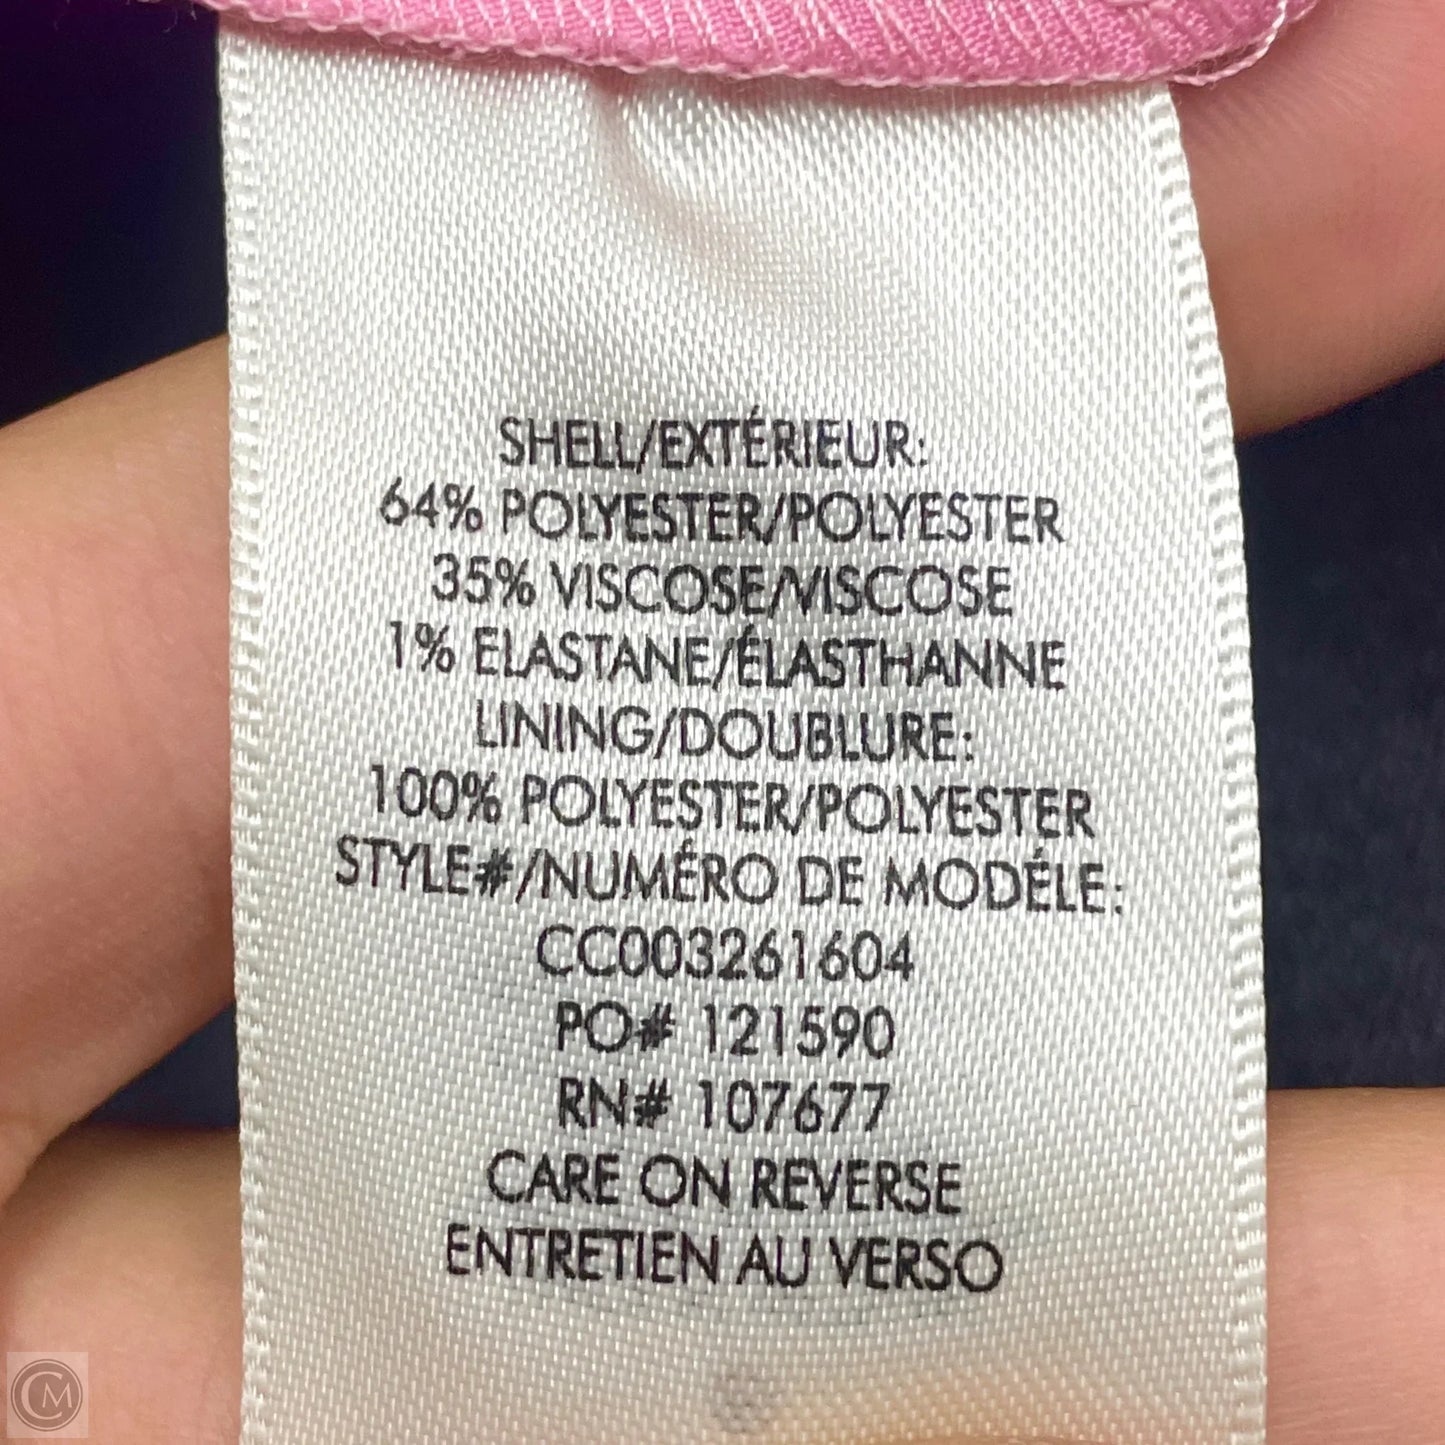 SHELL/EXTÉRIEUR:
64% POLYESTER/POLYESTER
35% VISCOSE/VISCOSE
1% ELASTANE/ÉLASTHANNE
LINING/DOUBLURE:
100% POLYESTER/POLYESTER
STYLE#/NUMÉRO DE MODÉLE:
CC003261604
PO# 121590
RN# 107677
CARE ON REVERSE
ENTRETIEN AU VERSO
CM